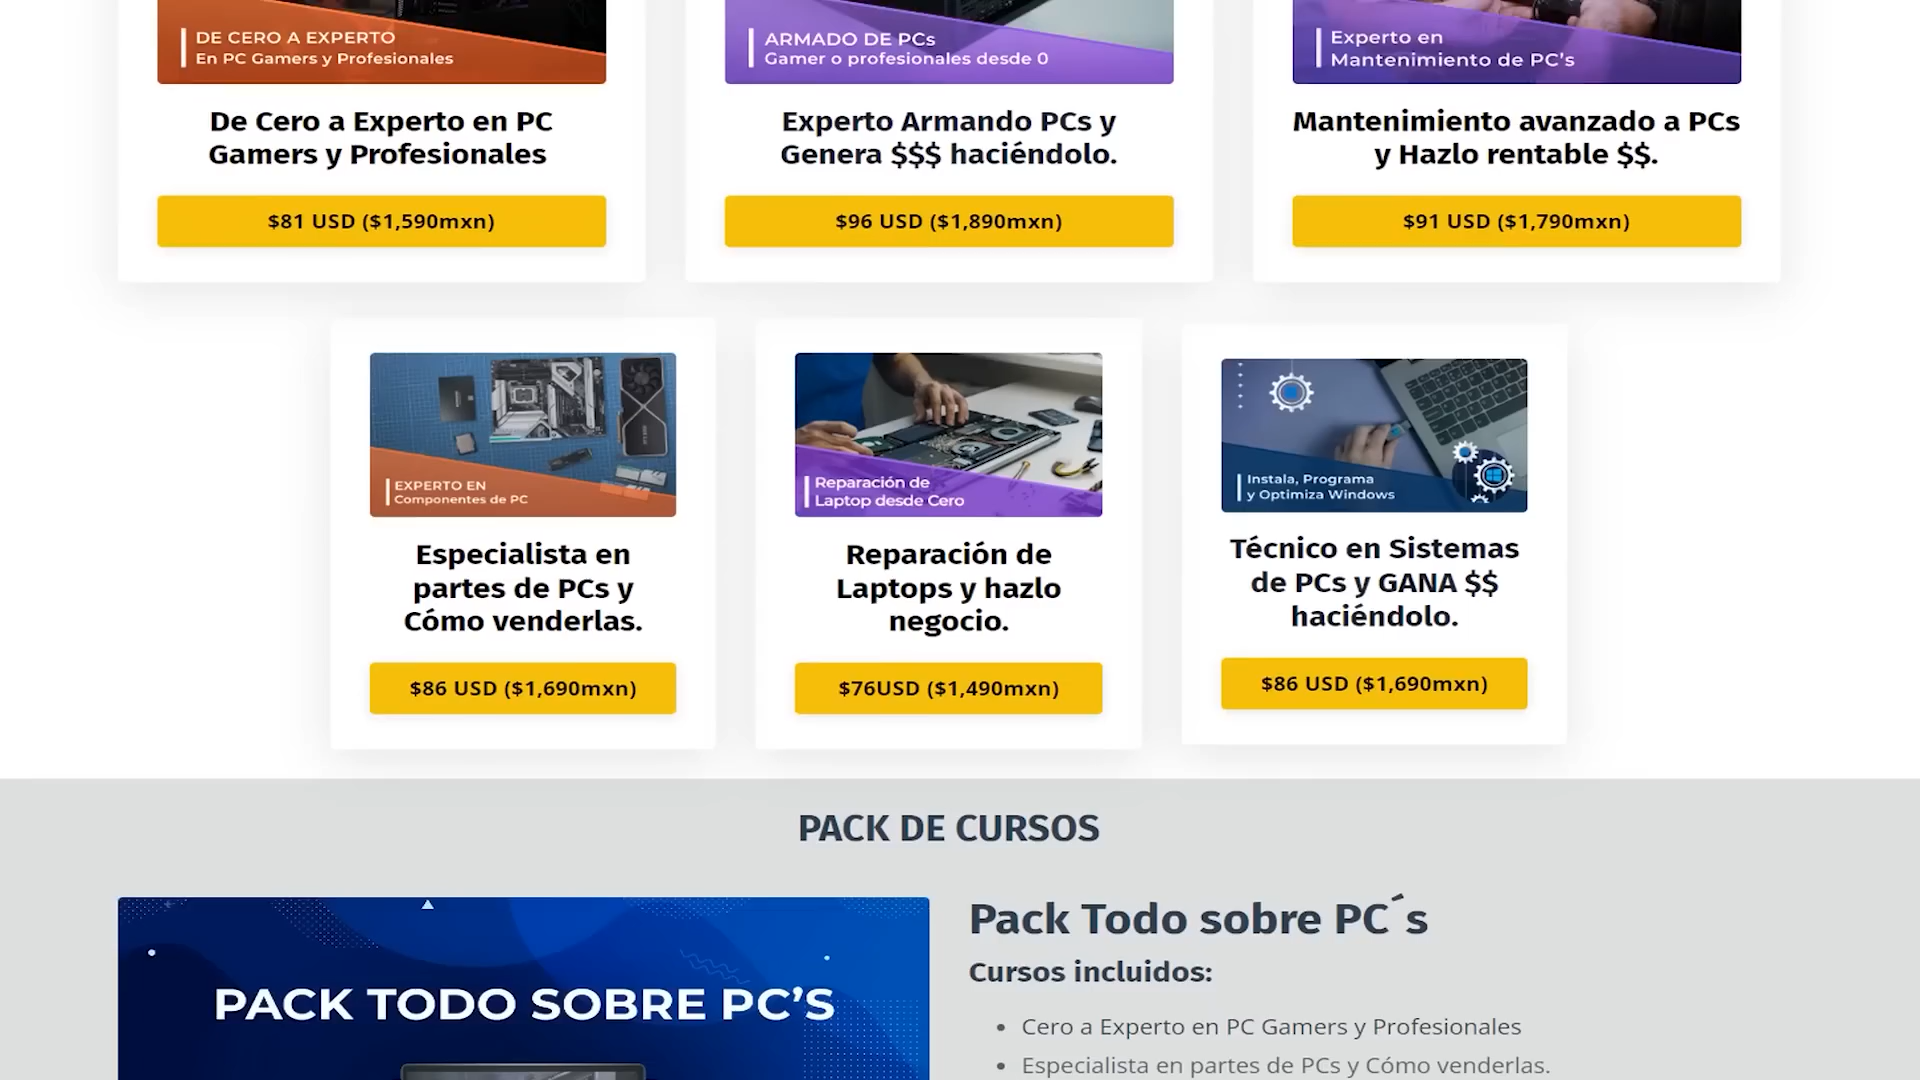 DE CERO A EXPERTO
En PC Gamers y Profesionales
De Cero a Experto en PC
Gamers y Profesionales
$81 USD ($1,590mxn)
ARMADO DE PCs
Gamer o profesionales desde 0
Experto Armando PCs y
Genera $$$ haciéndolo.
$96 USD ($1,890mxn)
Experto en
Mantenimiento de PC's
Mantenimiento avanzado a PCs
y Hazlo rentable $$.
$91 USD ($1,790mxn)
EXPERTO EN
Componentes de PC
Especialista en
partes de PCs y
Cómo venderlas.
$86 USD ($1,690mxn)
Reparación de
Laptop desde Cero
Reparación de
Laptops y hazlo
negocio.
$76USD ($1,490mxn)
Instala, Programa
y Optimiza Windows
Técnico en Sistemas
de PCs y GANA $$
haciéndolo.
$86 USD ($1,690mxn)
PACK DE CURSOS
PACK TODO SOBRE PC'S
Pack Todo sobre PC´s
Cursos incluidos:
• Cero a Experto en PC Gamers y Profesionales
• Especialista en partes de PCs y Cómo venderlas.